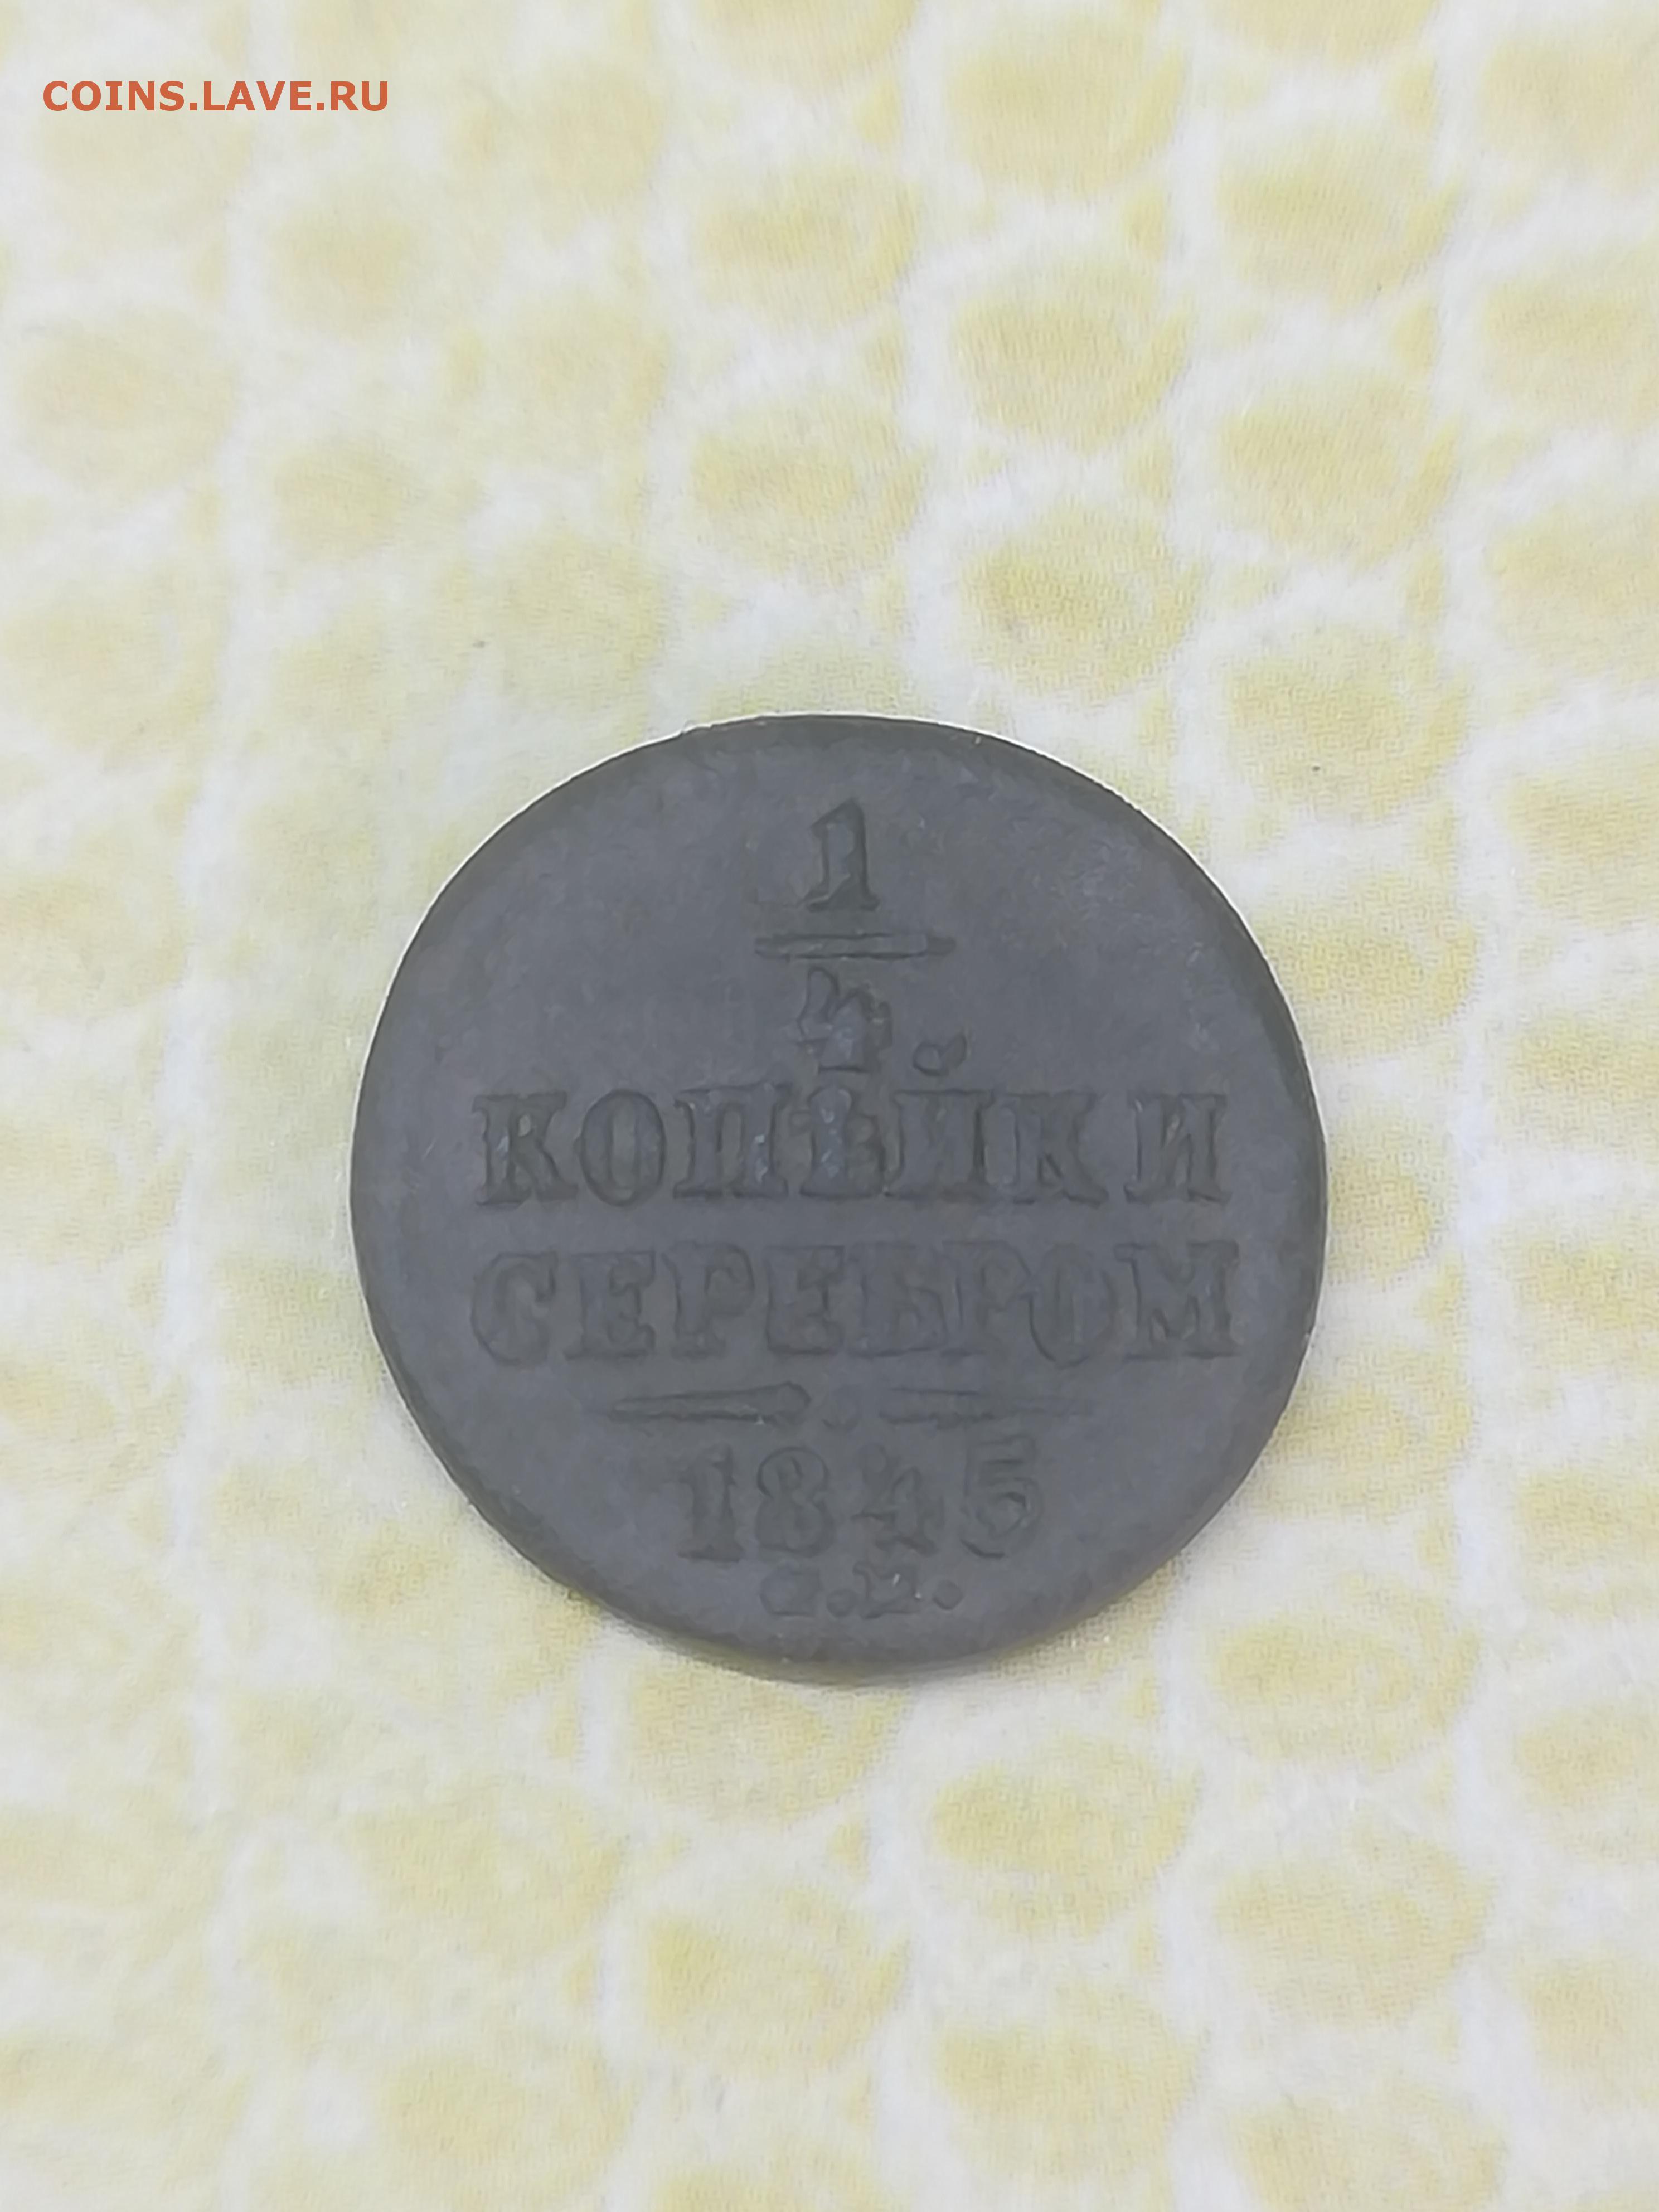 COINS.LAVE.RU
1
4.
КОПѢЙКИ
СЕРЕБРОМ
1845
С.М.